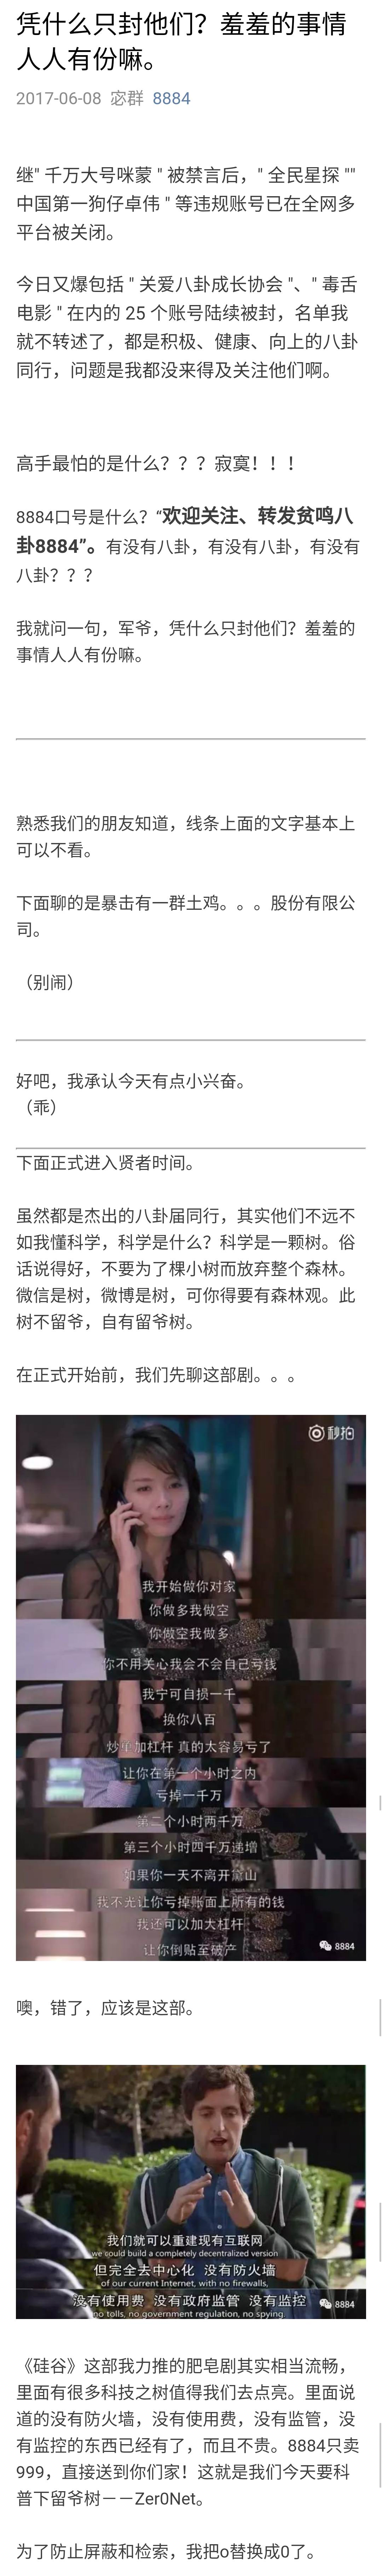 凭什么只封他们？羞羞的事情
人人有份嘛。
2017-06-08 宓群 8884
继" 千万大号咪蒙 " 被禁言后，" 全民星探 ""
中国第一狗仔卓伟 " 等违规账号已在全网多
平台被关闭。
今日又爆包括 " 关爱八卦成长协会 "、" 毒舌
电影 " 在内的 25 个账号陆续被封，名单我
就不转述了，都是积极、健康、向上的八卦
同行，问题是我都没来得及关注他们啊。
高手最怕的是什么？？？寂寞！！！
8884口号是什么？“欢迎关注、转发贫鸣八
卦8884”。有没有八卦，有没有八卦，有没有
八卦？？？
我就问一句，军爷，凭什么只封他们？羞羞的
事情人人有份嘛。
熟悉我们的朋友知道，线条上面的文字基本上
可以不看。
下面聊的是暴击有一群土鸡。。。股份有限公
司。
（别闹）
好吧，我承认今天有点小兴奋。
（乖）
下面正式进入贤者时间。
虽然都是杰出的八卦届同行，其实他们不远不
如我懂科学，科学是什么？科学是一颗树。俗
话说得好，不要为了棵小树而放弃整个森林。
微信是树，微博是树，可你得要有森林观。此
树不留爷，自有留爷树。
在正式开始前，我们先聊这部剧。。。
秒拍
我开始做你对家
你做多我做空
你做空我做多
你不用关心我会不会自己亏钱
我宁可自损一千
换你八百
炒单加杠杆 真的太容易亏了
让你在第一个小时之内
亏掉一千万
第二个小时两千万
第三个小时四千万递增
如果你一天不离开山
我不光让你亏掉账面上所有的钱
我还可以加大杠杆
让你倒贴至破产
8884
噢，错了，应该是这部。
我们就可以重建现有互联网
we could build a completely decentralized version
但完全去中心化 没有防火墙
of our current Internet, with no firewalls,
没有使用费 没有政府监管 没有监控
no tolls, no government regulation, no spying.
8884
《硅谷》这部我力推的肥皂剧其实相当流畅，
里面有很多科技之树值得我们去点亮。里面说
道的没有防火墙，没有使用费，没有监管，没
有监控的东西已经有了，而且不贵。8884只卖
999，直接送到你们家！这就是我们今天要科
普下留爷树－－Zer0Net。
为了防止屏蔽和检索，我把o替换成0了。